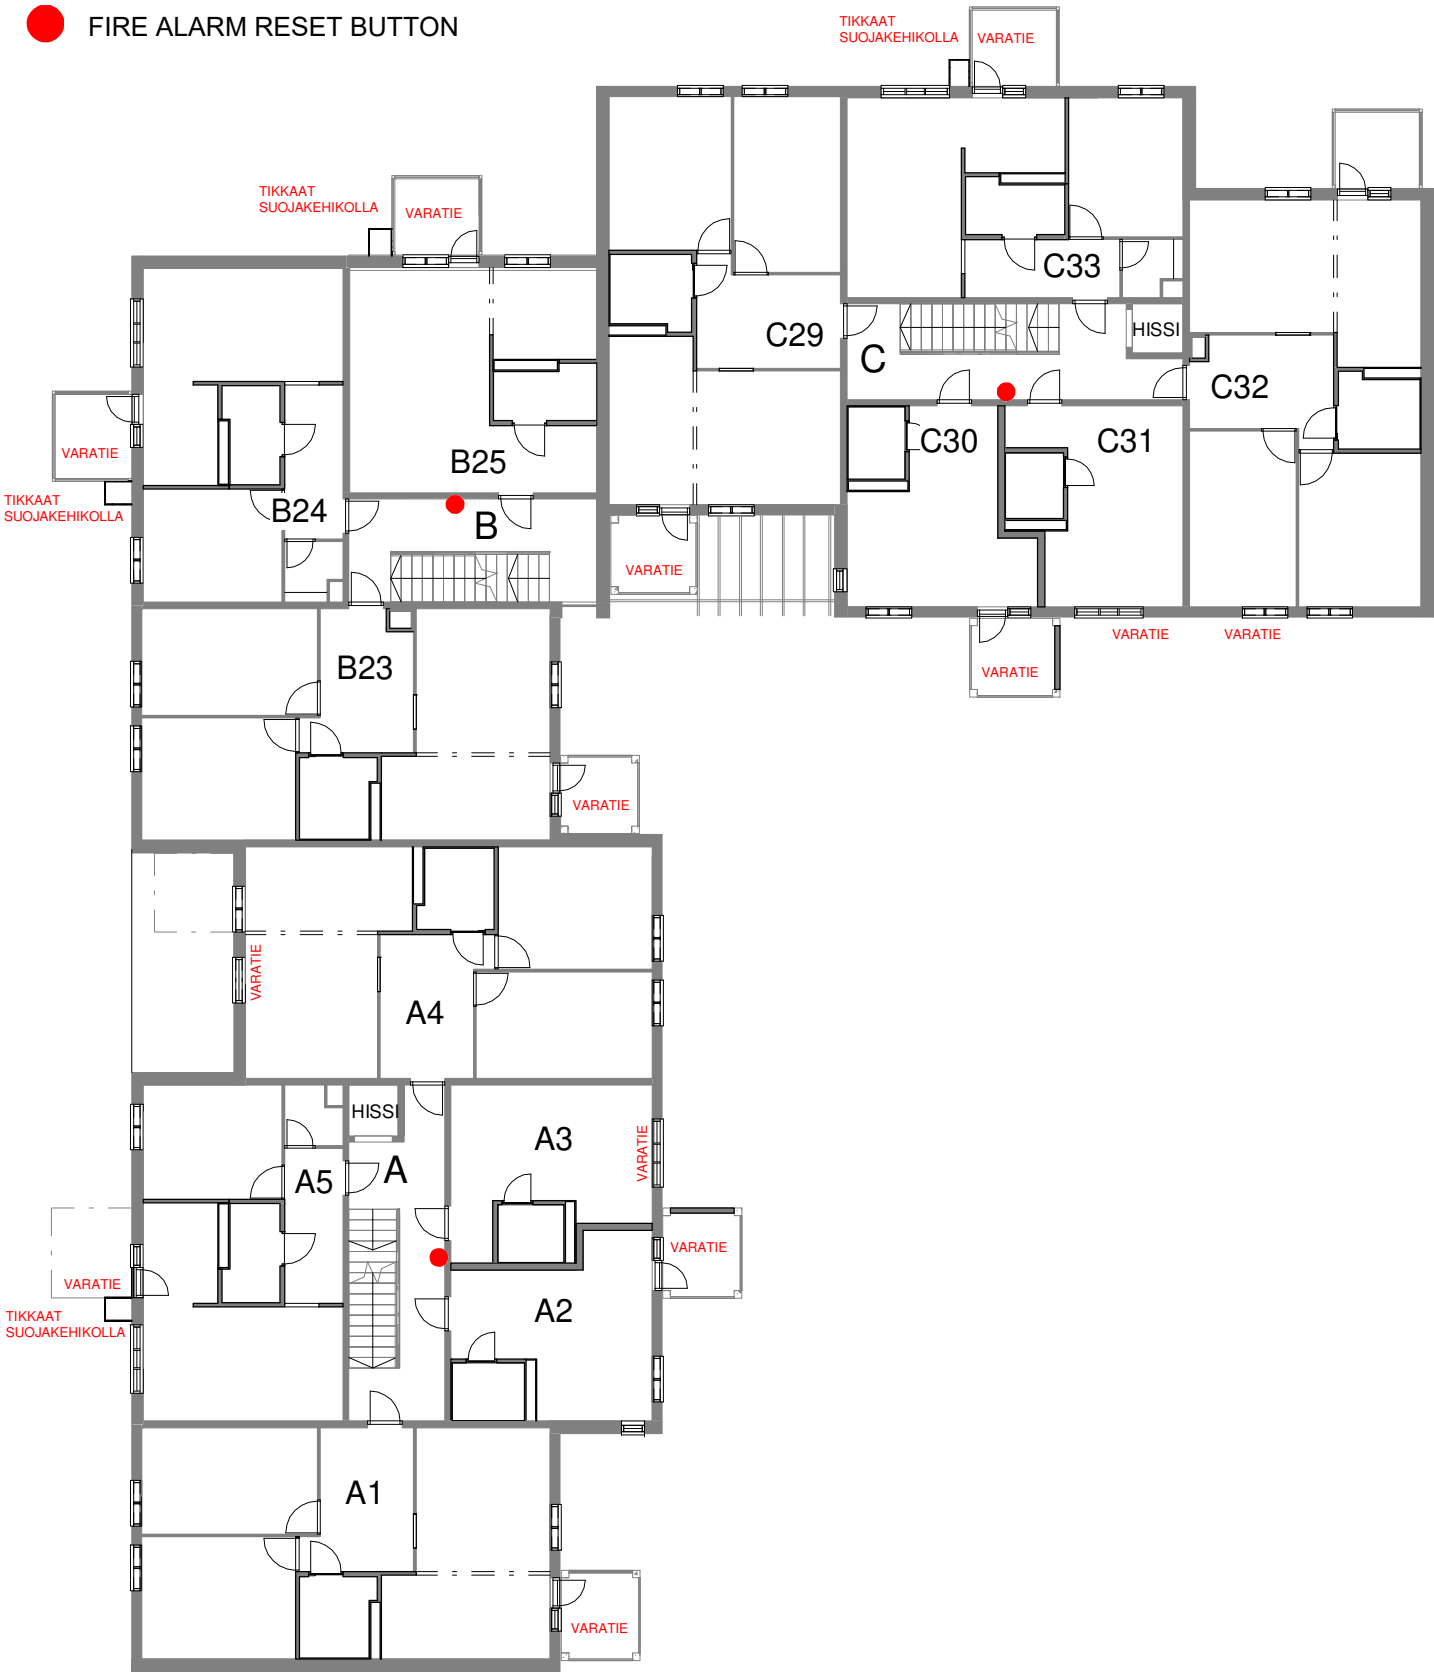 FIRE ALARM RESET BUTTON
TIKKAAT
SUOJAKEHIKOLLA
VARATIE
TIKKAAT
SUOJAKEHIKOLLA
VARATIE
C33
C29
HISSI
C
C32
C30
C31
VARATIE
B25
TIKKAAT
SUOJAKEHIKOLLA
B24
B
VARATIE
VARATIE
VARATIE
VARATIE
B23
VARATIE
VARATIE
A4
HISSI
A3
VARATIE
A
A5
VARATIE
VARATIE
TIKKAAT
SUOJAKEHIKOLLA
A2
A1
VARATIE